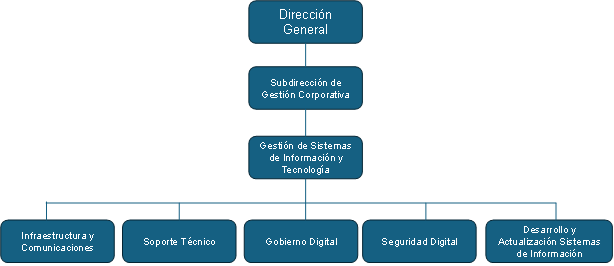 Dirección
General
Subdirección de
Gestión Corporativa
Gestión de Sistemas
de Información y
Tecnología
Infraestructura y
Comunicaciones
Soporte Técnico
Gobierno Digital
Seguridad Digital
Desarrollo y
Actualización Sistemas
de Información